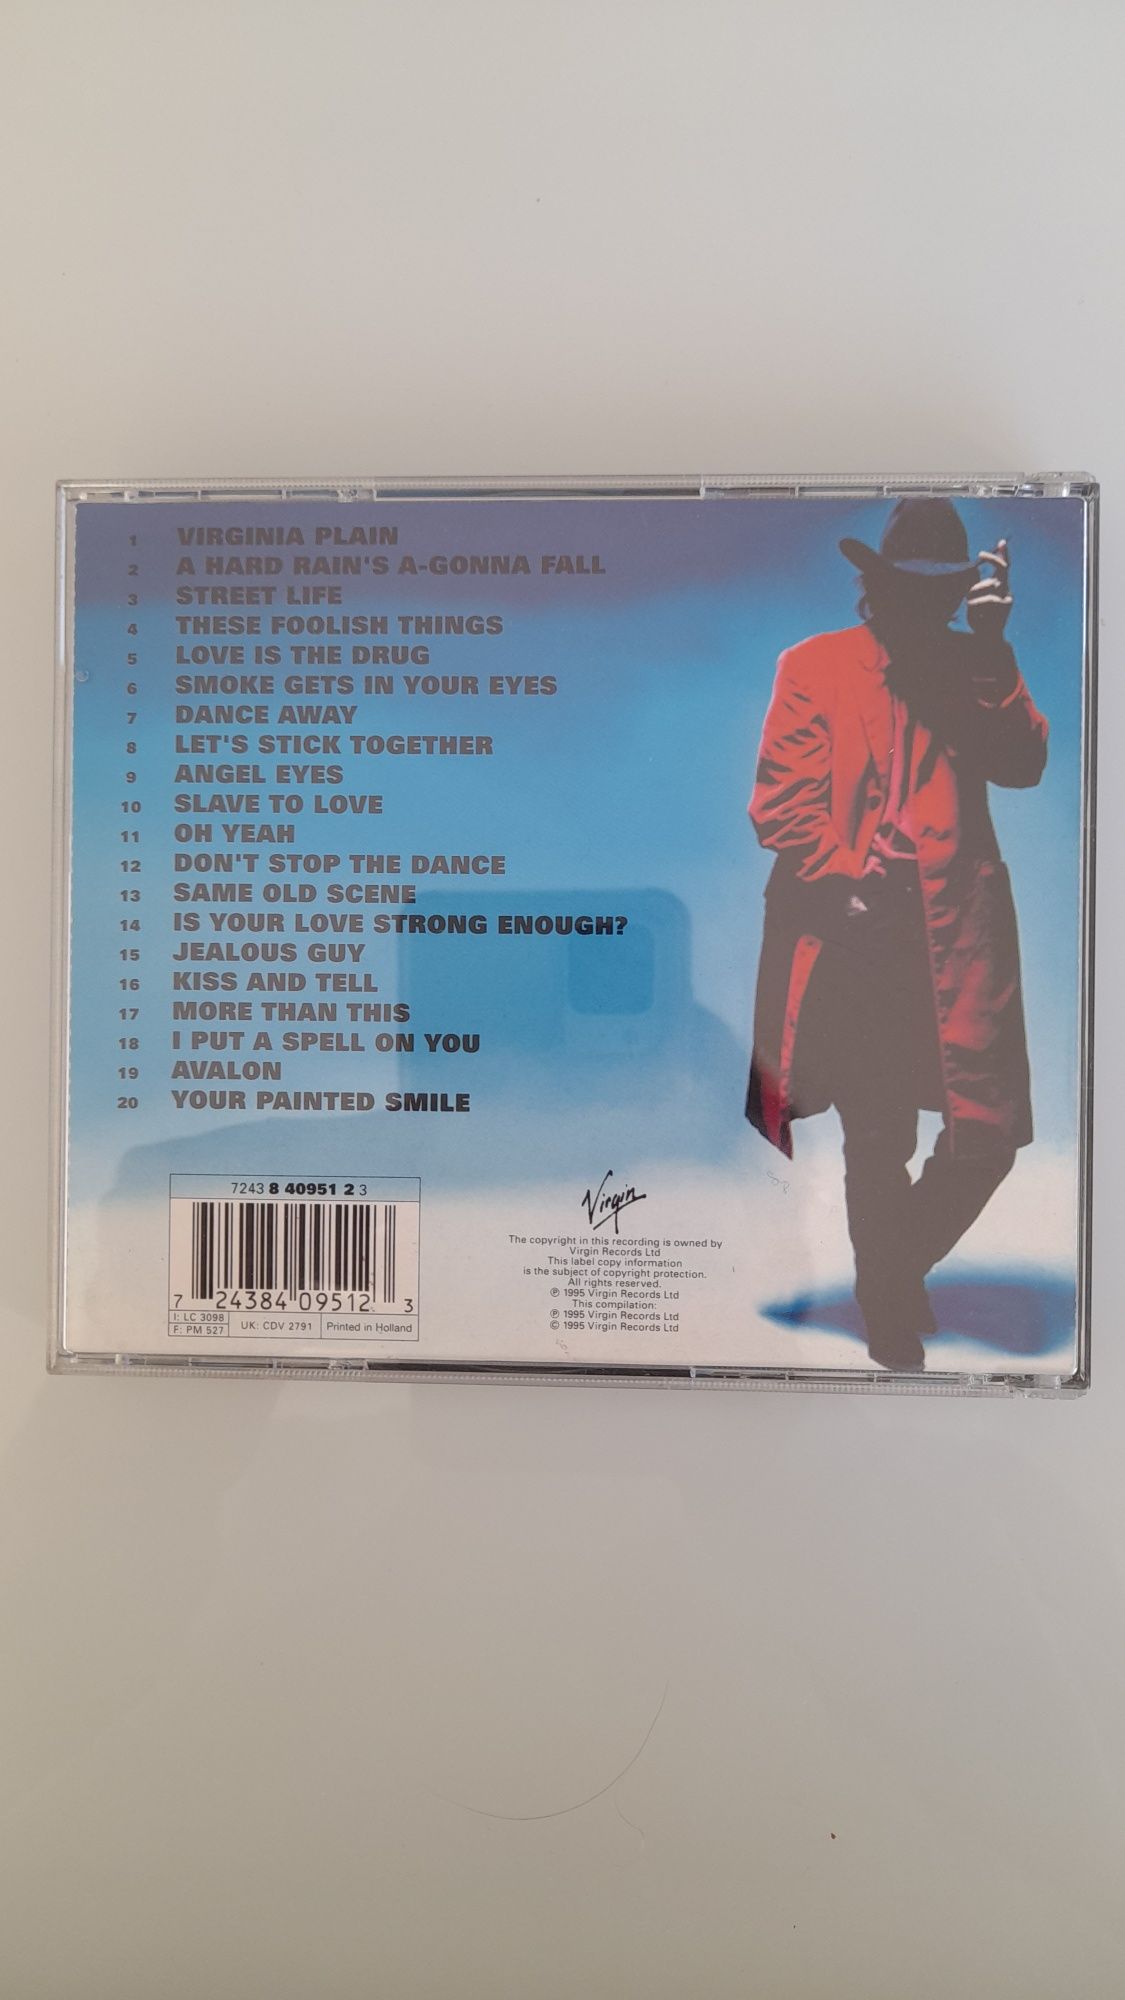 1 VIRGINIA PLAIN
2 A HARD RAIN'S A-GONNA FALL
3 STREET LIFE
4 THESE FOOLISH THINGS
5 LOVE IS THE DRUG
6 SMOKE GETS IN YOUR EYES
7 DANCE AWAY
8 LET'S STICK TOGETHER
9 ANGEL EYES
10 SLAVE TO LOVE
11 OH YEAH
12 DON'T STOP THE DANCE
13 SAME OLD SCENE
14 IS YOUR LOVE STRONG ENOUGH?
15 JEALOUS GUY
16 KISS AND TELL
17 MORE THAN THIS
18 I PUT A SPELL ON YOU
19 AVALON
20 YOUR PAINTED SMILE
7243 8 40951 2 3
7 24384 09512 3
I: LC 3098
F: PM 527
UK: CDV 2791
Printed in Holland
Virgin
The copyright in this recording is owned by
Virgin Records Ltd
This label copy information
is the subject of copyright protection.
All rights reserved.
℗ 1995 Virgin Records Ltd
This compilation:
℗ 1995 Virgin Records Ltd
© 1995 Virgin Records Ltd